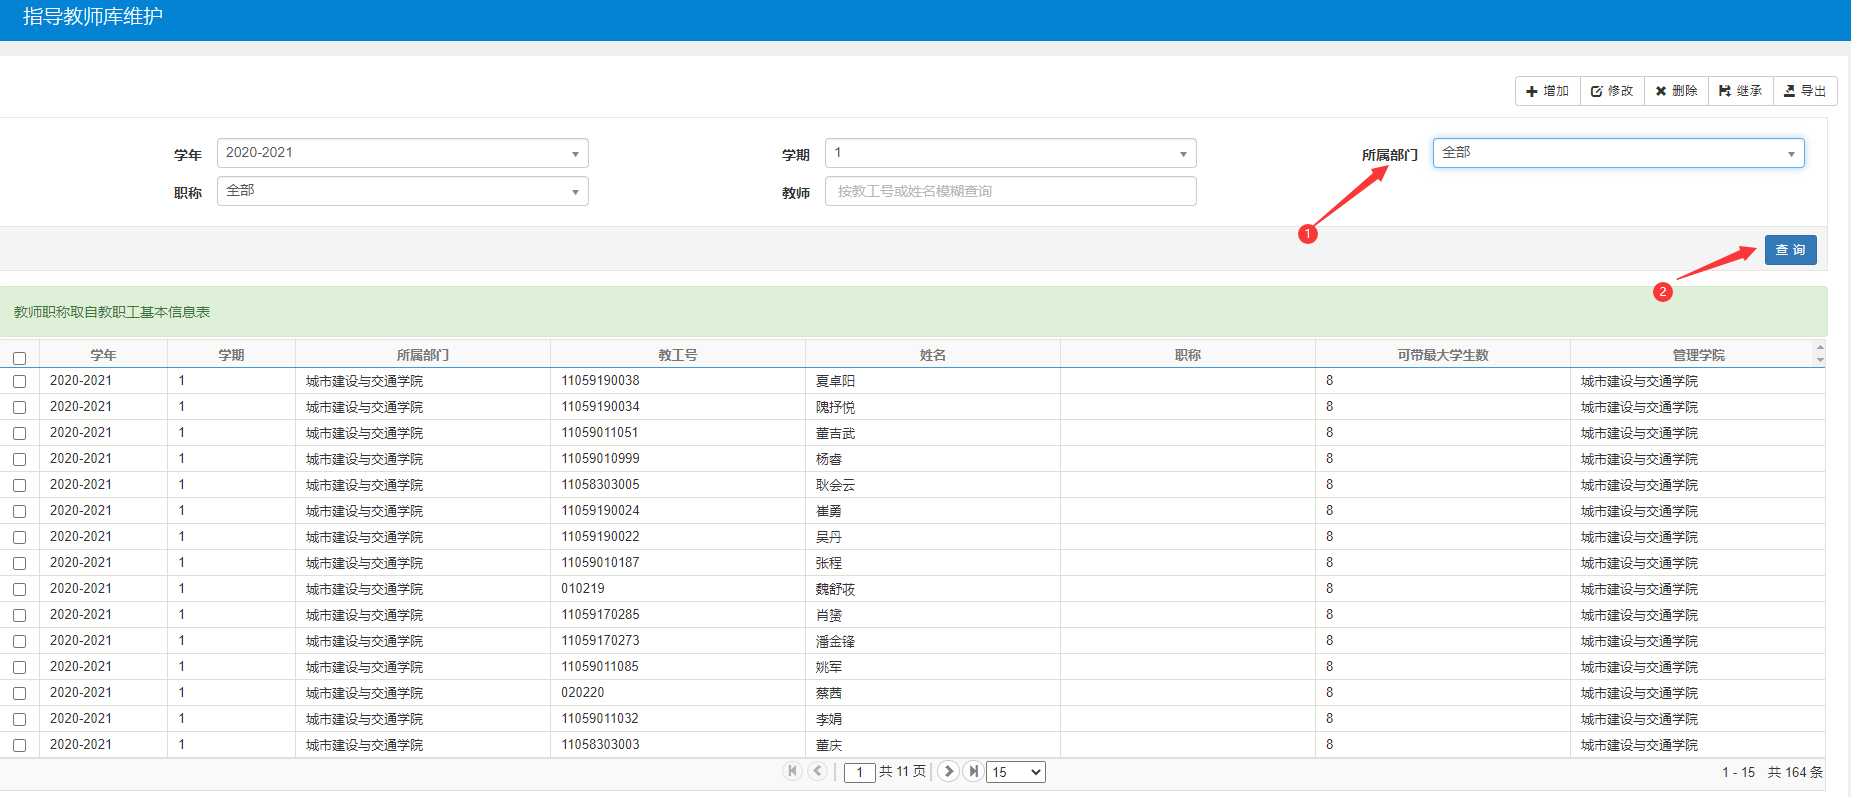 指导教师库维护
增加 修改 删除 继承 导出
学年 2020-2021 学期 1 所属部门 全部
职称 全部 教师 按教工号或姓名模糊查询
1
查 询
2
教师职称取自教职工基本信息表
学年 学期 所属部门 教工号 姓名 职称 可带最大学生数 管理学院
2020-2021 1 城市建设与交通学院 11059190038 夏卓阳 8 城市建设与交通学院
2020-2021 1 城市建设与交通学院 11059190034 隗抒悦 8 城市建设与交通学院
2020-2021 1 城市建设与交通学院 11059011051 董吉武 8 城市建设与交通学院
2020-2021 1 城市建设与交通学院 11059010999 杨睿 8 城市建设与交通学院
2020-2021 1 城市建设与交通学院 11058303005 耿会云 8 城市建设与交通学院
2020-2021 1 城市建设与交通学院 11059190024 崔勇 8 城市建设与交通学院
2020-2021 1 城市建设与交通学院 11059190022 吴丹 8 城市建设与交通学院
2020-2021 1 城市建设与交通学院 11059010187 张程 8 城市建设与交通学院
2020-2021 1 城市建设与交通学院 010219 8 城市建设与交通学院
2020-2021 1 城市建设与交通学院 11059170285 肖赟 8 城市建设与交通学院
2020-2021 1 城市建设与交通学院 11059170273 潘金锋 8 城市建设与交通学院
2020-2021 1 城市建设与交通学院 11059011085 姚军 8 城市建设与交通学院
2020-2021 1 城市建设与交通学院 020220 蔡茜 8 城市建设与交通学院
2020-2021 1 城市建设与交通学院 11059011032 李娟 8 城市建设与交通学院
2020-2021 1 城市建设与交通学院 11058303003 董庆 8 城市建设与交通学院
1 共 11 页 15 1 - 15 共 164 条